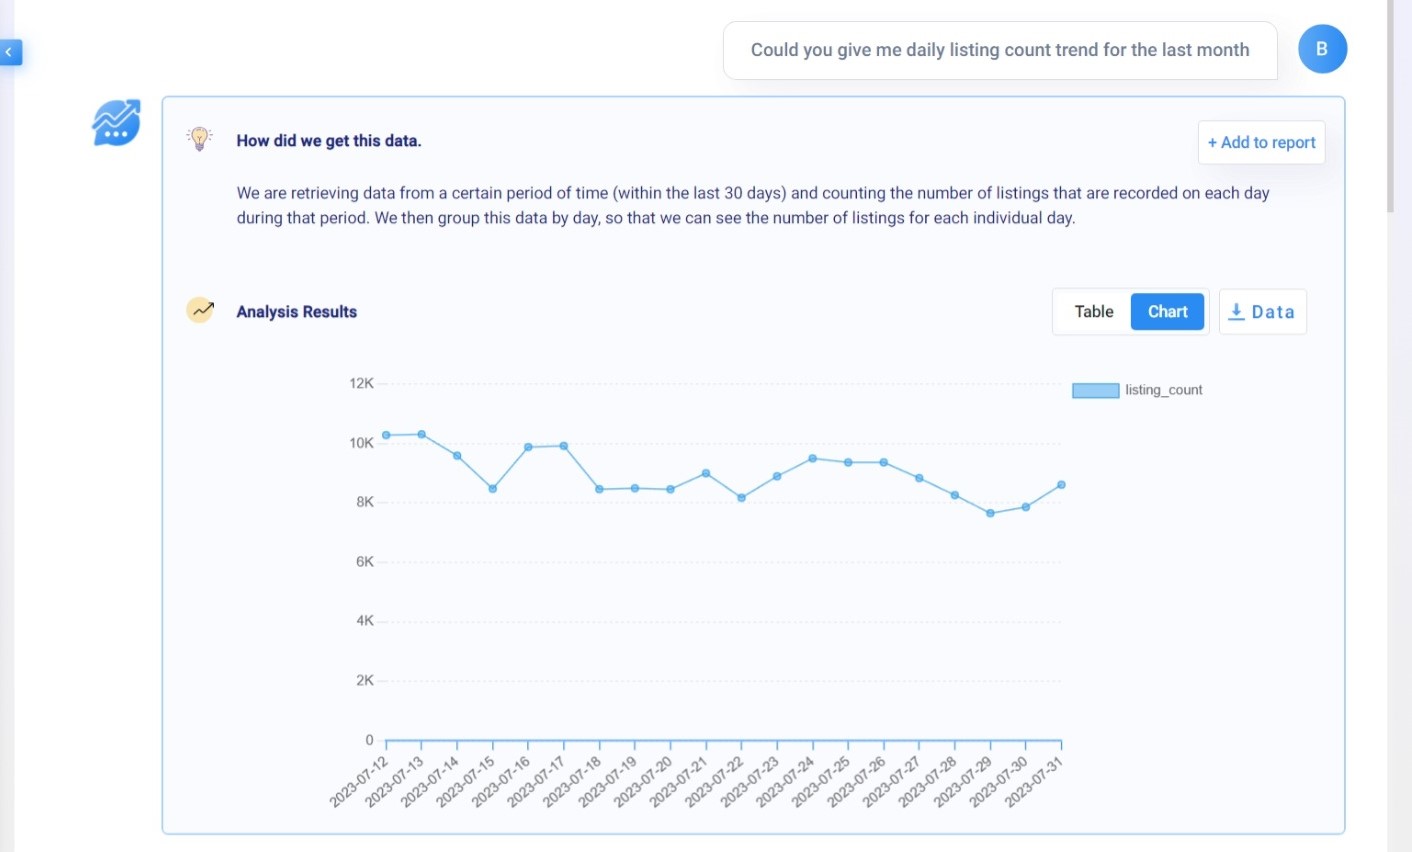 Could you give me daily listing count trend for the last month
B
How did we get this data.
+ Add to report
We are retrieving data from a certain period of time (within the last 30 days) and counting the number of listings that are recorded on each day
during that period. We then group this data by day, so that we can see the number of listings for each individual day.
Analysis Results
Table
Chart
Data
12K
listing_count
10K
8K
6K
4K
2K
0
2023-07-12
2023-07-13
2023-07-14
2023-07-15
2023-07-16
2023-07-17
2023-07-18
2023-07-19
2023-07-20
2023-07-21
2023-07-22
2023-07-23
2023-07-24
2023-07-25
2023-07-26
2023-07-27
2023-07-28
2023-07-29
2023-07-30
2023-07-31